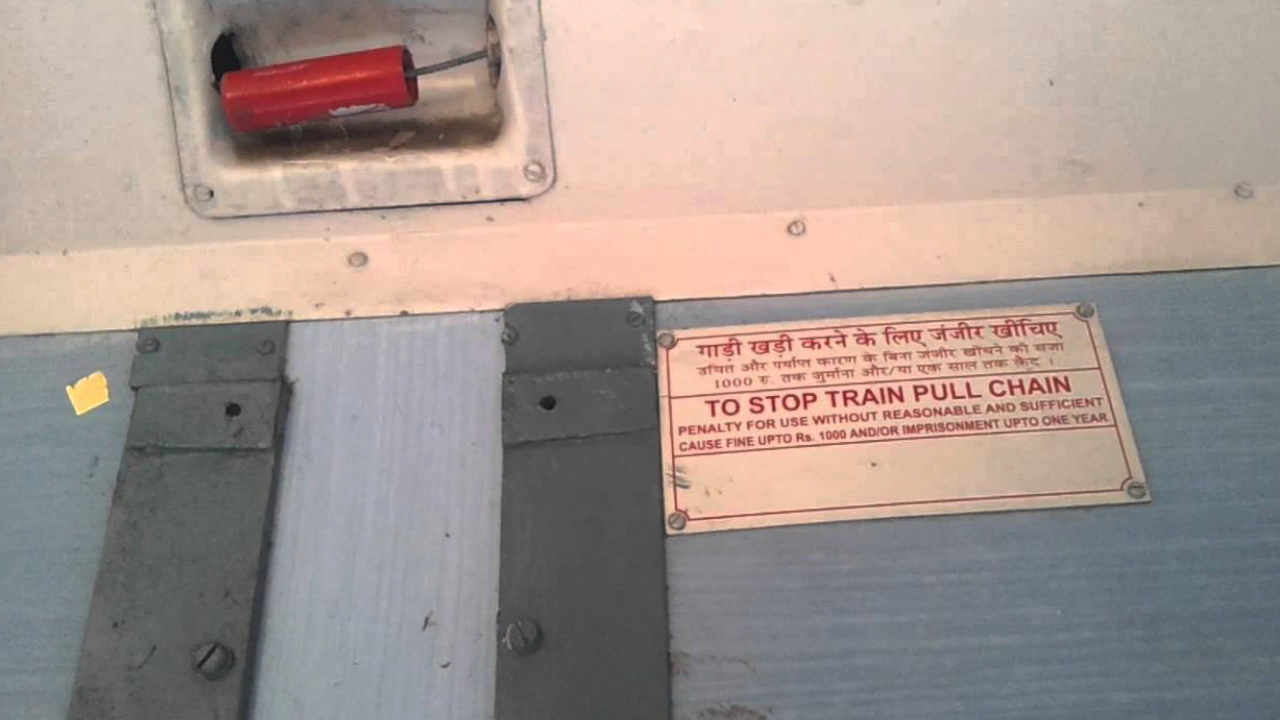 गाड़ी खड़ी करने के लिए जंजीर खींचिए
उचित और पर्याप्त कारण के बिना जंजीर खींचने की सजा
1000 रु. तक जुर्माना और/या एक साल तक कैद ।
TO STOP TRAIN PULL CHAIN
PENALTY FOR USE WITHOUT REASONABLE AND SUFFICIENT
CAUSE FINE UPTO Rs. 1000 AND/OR IMPRISONMENT UPTO ONE YEAR